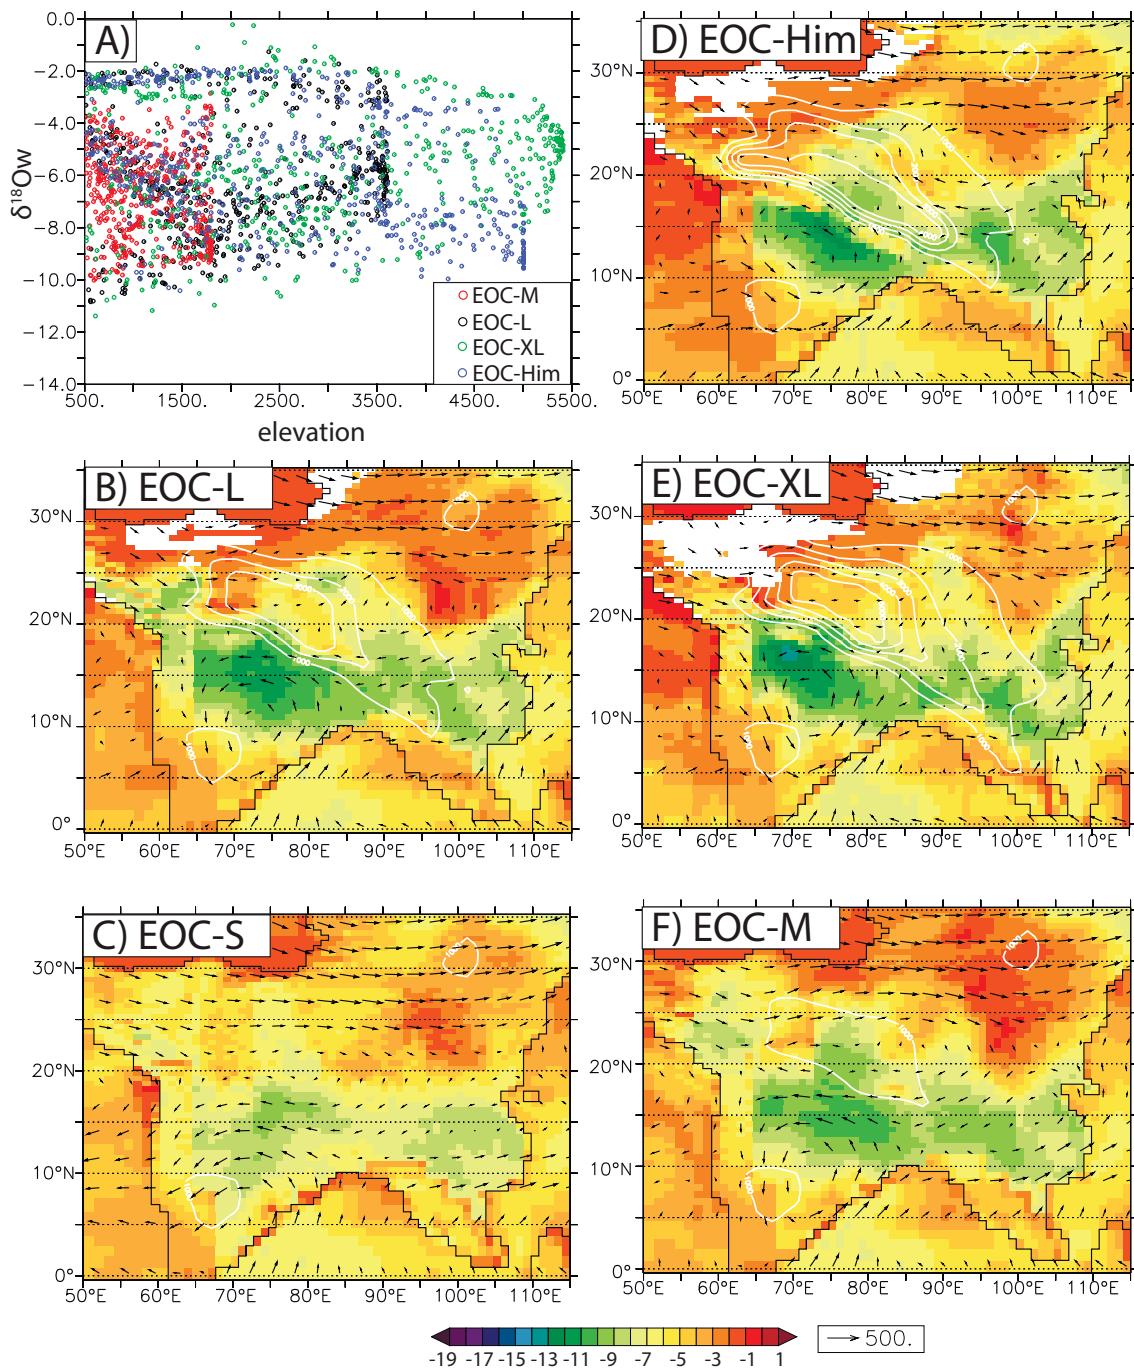 A)
0.0
−2.0
−4.0
−6.0
−8.0
−10.0
−12.0
−14.0
δ18Ow
EOC-M
EOC-L
EOC-XL
EOC-Him
500. 1500. 2500. 3500. 4500. 5500.
elevation
D) EOC-Him
30°N
20°N
10°N
0°
50°E 60°E 70°E 80°E 90°E 100°E 110°E
B) EOC-L
30°N
20°N
10°N
0°
50°E 60°E 70°E 80°E 90°E 100°E 110°E
E) EOC-XL
30°N
20°N
10°N
0°
50°E 60°E 70°E 80°E 90°E 100°E 110°E
C) EOC-S
30°N
20°N
10°N
0°
50°E 60°E 70°E 80°E 90°E 100°E 110°E
F) EOC-M
30°N
20°N
10°N
0°
50°E 60°E 70°E 80°E 90°E 100°E 110°E
-19 -17 -15 -13 -11 -9 -7 -5 -3 -1 1
500.